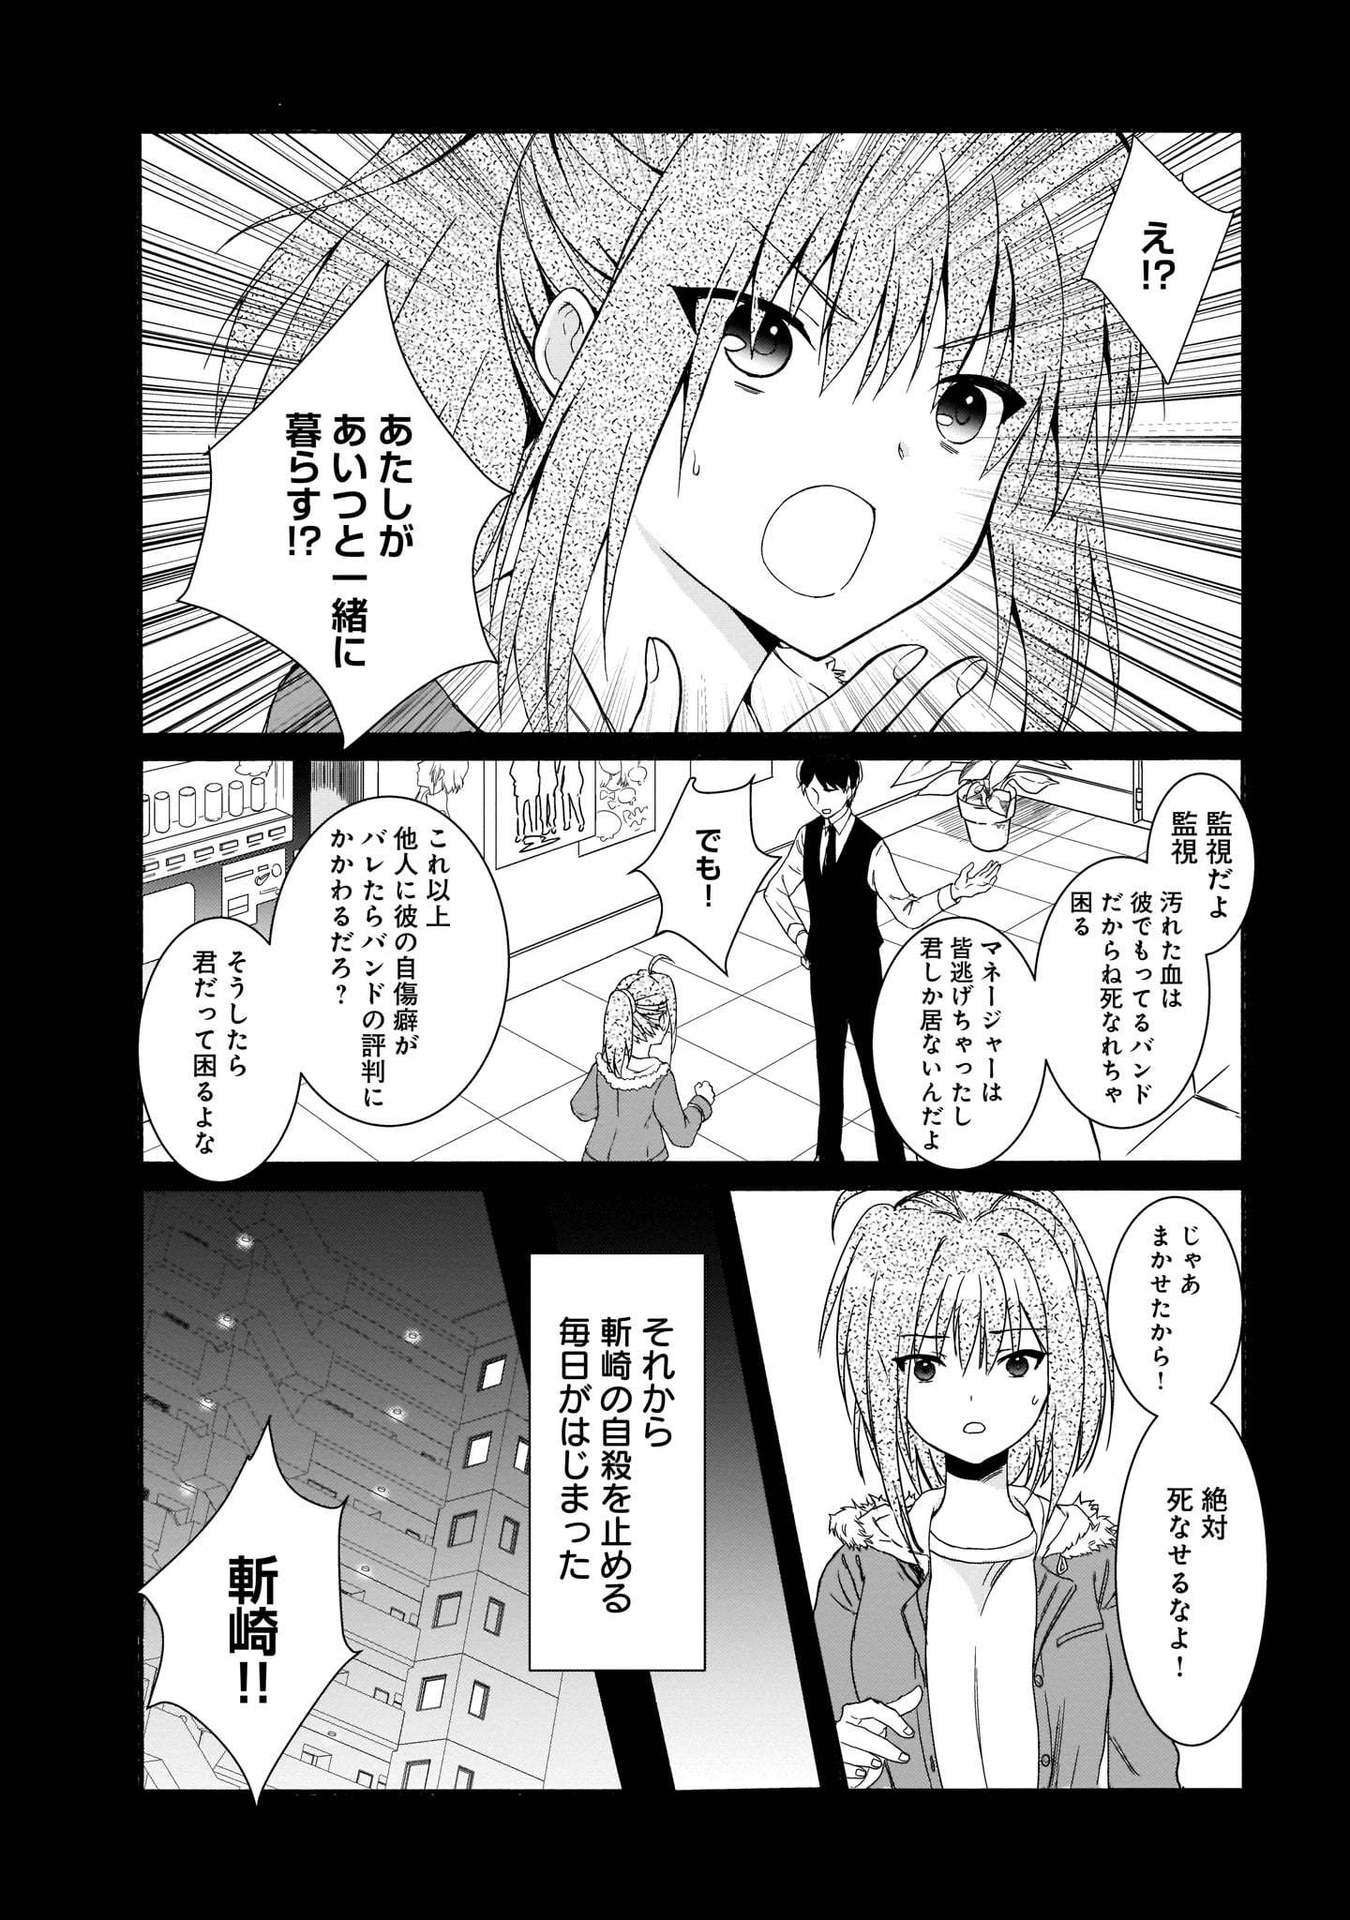 え!?
あたしが
あいつと一緒に
暮らす!?
監視だよ
監視
汚れた血は
彼でもってるバンド
だからね死なれちゃ
困る
マネージャーは
皆逃げちゃったし
君しか居ないんだよ
でも!
これ以上
他人に彼の自傷癖が
バレたらバンドの評判に
かかわるだろ?
そうしたら
君だって困るよな
じゃあ
まかせたから!
絶対
死なせるなよ!
それから
斬崎の自殺を止める
毎日がはじまった
斬崎!!